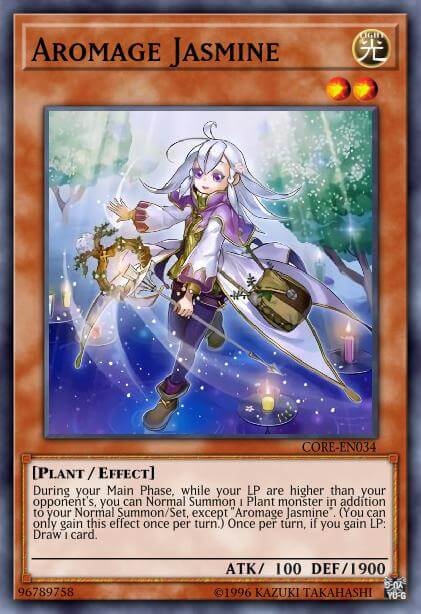 Aromage Jasmine
LIGHT
光
CORE-EN034
[Plant / Effect]
During your Main Phase, while your LP are higher than your
opponent's, you can Normal Summon 1 Plant monster in addition
to your Normal Summon/Set, except "Aromage Jasmine". (You can
only gain this effect once per turn.) Once per turn, if you gain LP:
Draw 1 card.
ATK/ 100 DEF/1900
96789758
©1996 KAZUKI TAKAHASHI